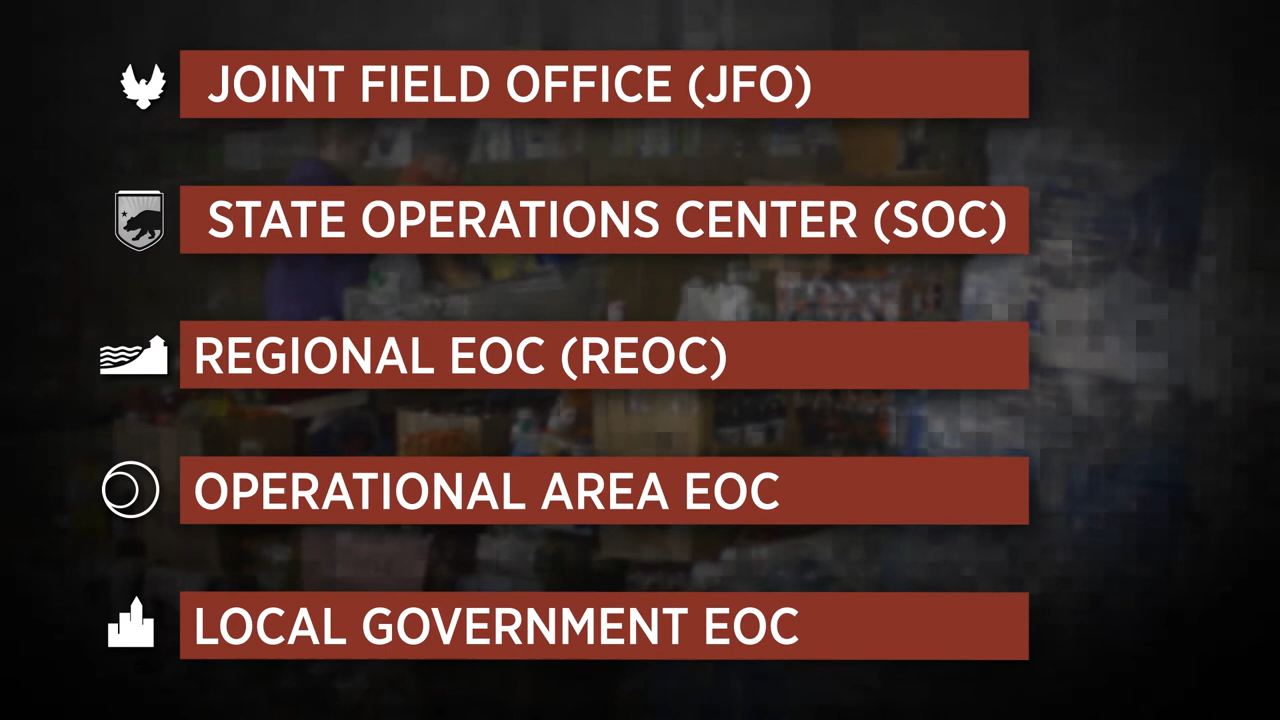 JOINT FIELD OFFICE (JFO)
STATE OPERATIONS CENTER (SOC)
REGIONAL EOC (REOC)
OPERATIONAL AREA EOC
LOCAL GOVERNMENT EOC